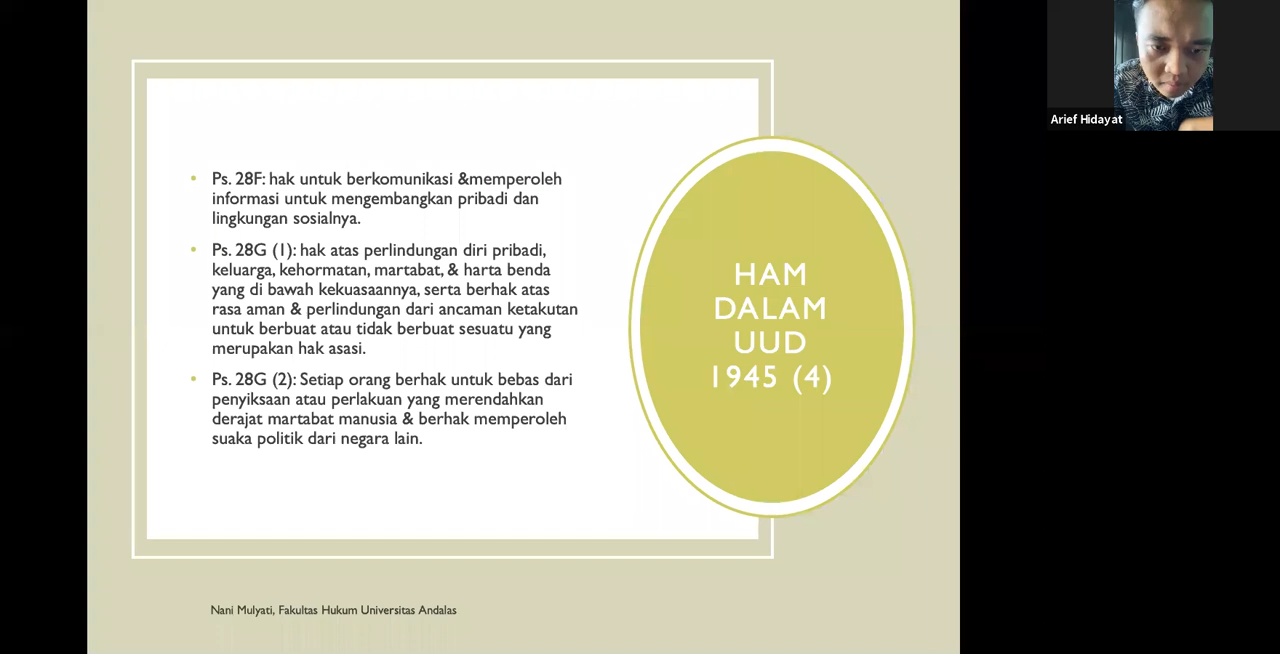 Ps. 28F: hak untuk berkomunikasi &memperoleh
informasi untuk mengembangkan pribadi dan
lingkungan sosialnya.
Ps. 28G (1): hak atas perlindungan diri pribadi,
keluarga, kehormatan, martabat, & harta benda
yang di bawah kekuasaannya, serta berhak atas
rasa aman & perlindungan dari ancaman ketakutan
untuk berbuat atau tidak berbuat sesuatu yang
merupakan hak asasi.
Ps. 28G (2): Setiap orang berhak untuk bebas dari
penyiksaan atau perlakuan yang merendahkan
derajat martabat manusia & berhak memperoleh
suaka politik dari negara lain.
HAM
DALAM
UUD
1945 (4)
Nani Mulyati, Fakultas Hukum Universitas Andalas
Arief Hidayat